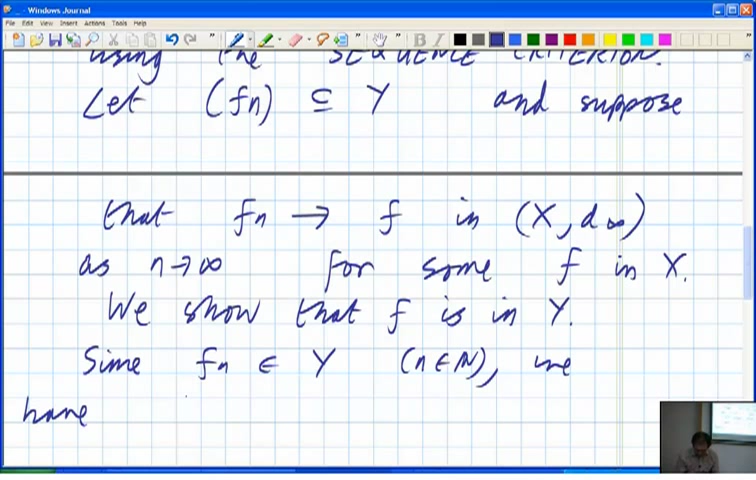 - Windows Journal
File Edit View Insert Actions Tools Help
B I
using the SEQUENCE CRITERION.
Let (fn) ⊆ Y and suppose
that fn → f in (X, d∞)
as n→∞ for some f in X.
We show that f is in Y.
Since fn ∈ Y (n∈N), we
have